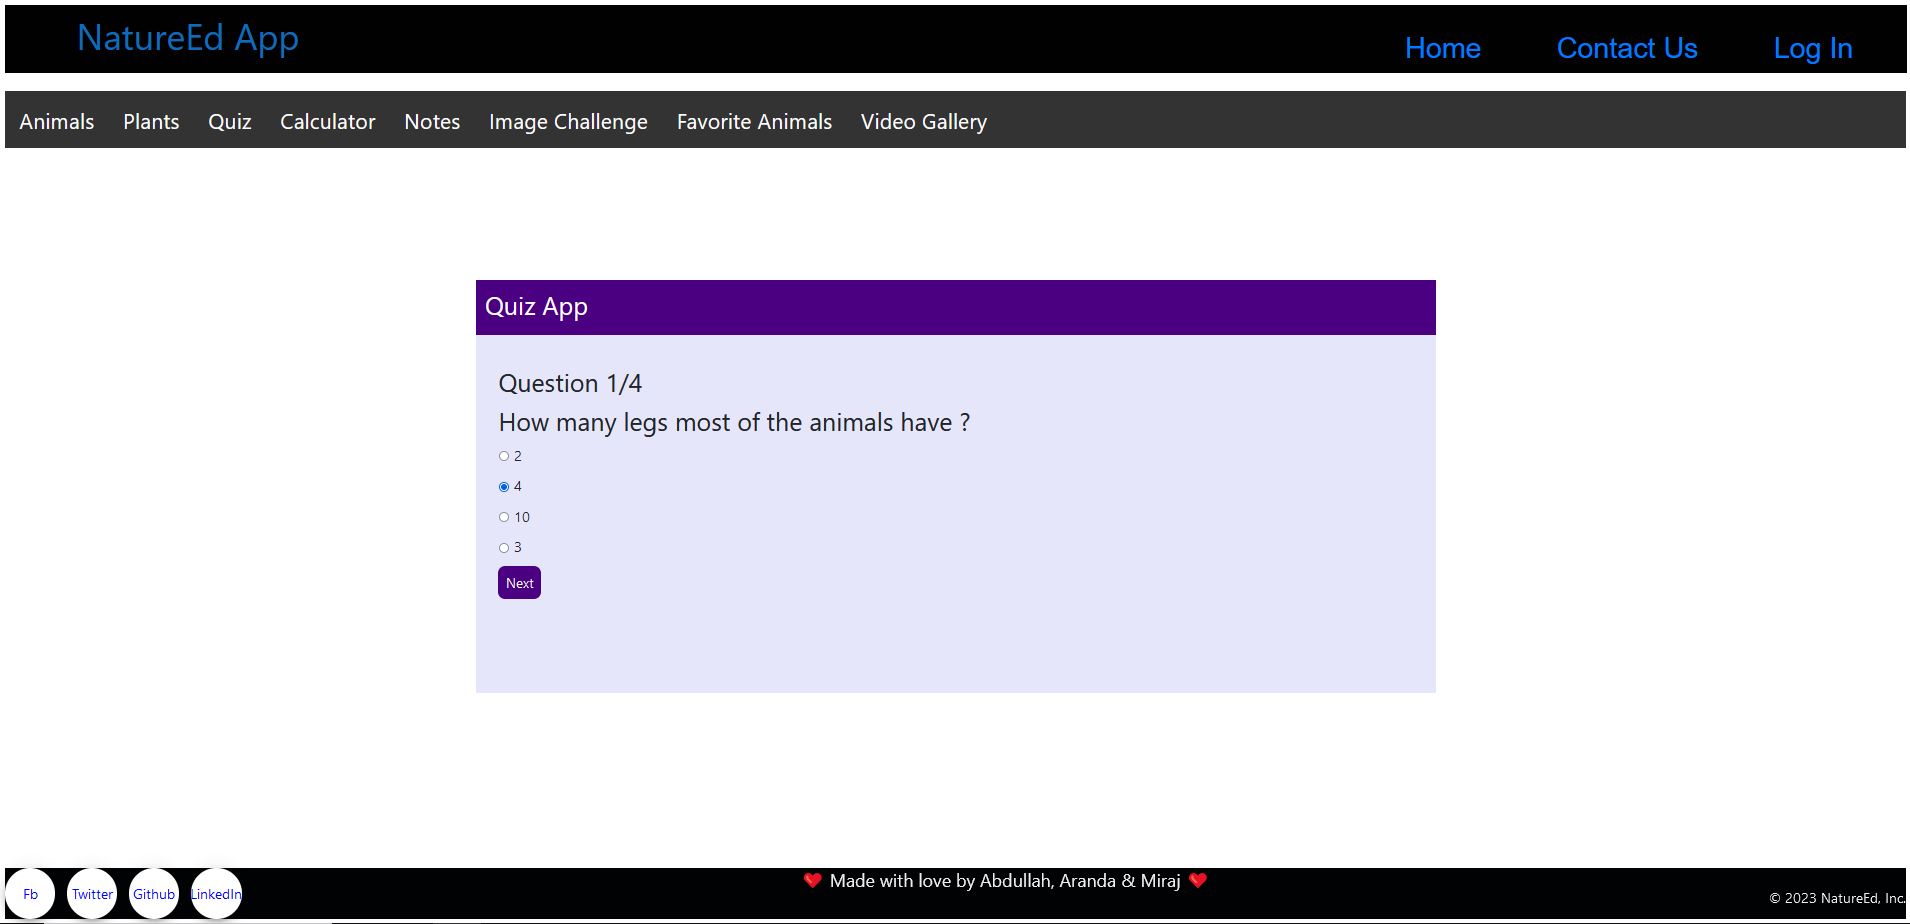 NatureEd App
Home Contact Us Log In
Animals Plants Quiz Calculator Notes Image Challenge Favorite Animals Video Gallery
Quiz App
Question 1/4
How many legs most of the animals have ?
2
4
10
3
Next
Fb Twitter Github LinkedIn
❤️ Made with love by Abdullah, Aranda & Miraj ❤️
© 2023 NatureEd, Inc.